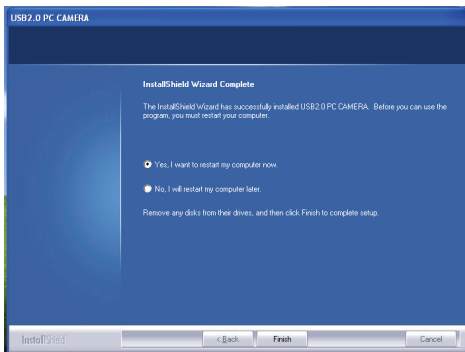 USB2.0 PC CAMERA
InstallShield Wizard Complete
The InstallShield Wizard has successfully installed USB2.0 PC CAMERA. Before you can use the
program, you must restart your computer.
Yes, I want to restart my computer now.
No, I will restart my computer later.
Remove any disks from their drives, and then click Finish to complete setup.
InstallShield
< Back
Finish
Cancel